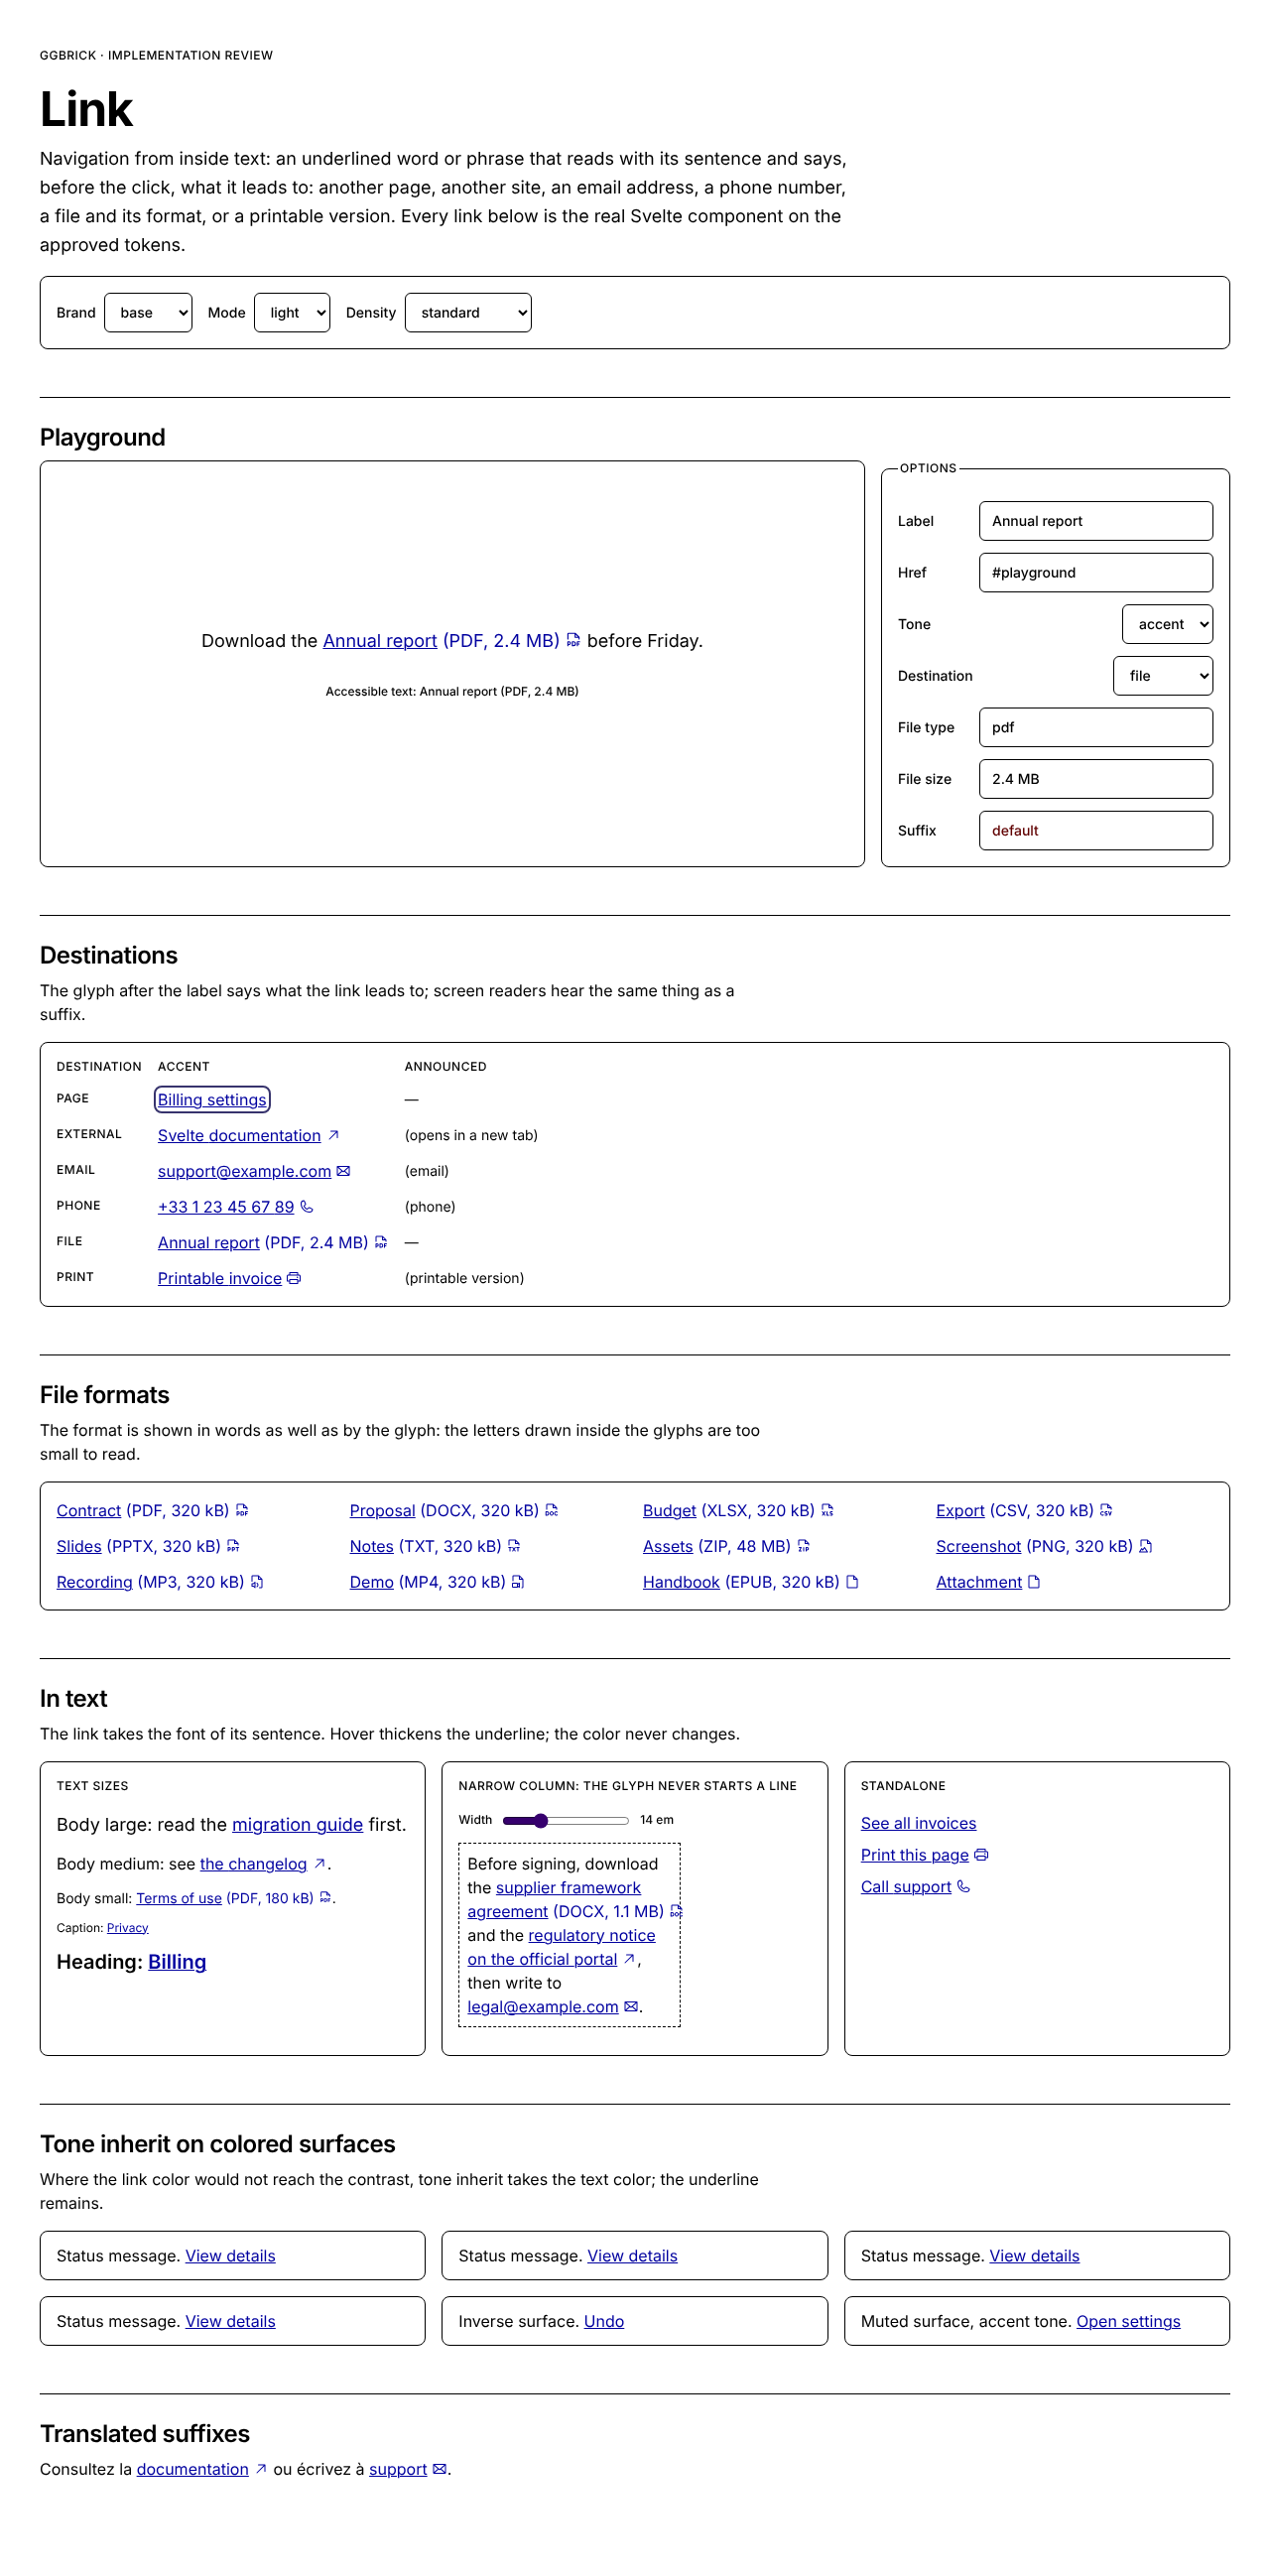 GGBRICK · IMPLEMENTATION REVIEW
Link
Navigation from inside text: an underlined word or phrase that reads with its sentence and says,
before the click, what it leads to: another page, another site, an email address, a phone number,
a file and its format, or a printable version. Every link below is the real Svelte component on the
approved tokens.
Brand base Mode light Density standard
Playground
Download the Annual report (PDF, 2.4 MB) PDF before Friday.
Accessible text: Annual report (PDF, 2.4 MB)
OPTIONS
Label Annual report
Href #playground
Tone accent
Destination file
File type pdf
File size 2.4 MB
Suffix default
Destinations
The glyph after the label says what the link leads to; screen readers hear the same thing as a
suffix.
DESTINATION ACCENT ANNOUNCED
PAGE Billing settings —
EXTERNAL Svelte documentation (opens in a new tab)
EMAIL support@example.com (email)
PHONE +33 1 23 45 67 89 (phone)
FILE Annual report (PDF, 2.4 MB) PDF —
PRINT Printable invoice (printable version)
File formats
The format is shown in words as well as by the glyph: the letters drawn inside the glyphs are too
small to read.
Contract (PDF, 320 kB) PDF Proposal (DOCX, 320 kB) DOC Budget (XLSX, 320 kB) XLS Export (CSV, 320 kB) CSV
Slides (PPTX, 320 kB) PPT Notes (TXT, 320 kB) TXT Assets (ZIP, 48 MB) ZIP Screenshot (PNG, 320 kB)
Recording (MP3, 320 kB) Demo (MP4, 320 kB) Handbook (EPUB, 320 kB) Attachment
In text
The link takes the font of its sentence. Hover thickens the underline; the color never changes.
TEXT SIZES
Body large: read the migration guide first.
Body medium: see the changelog .
Body small: Terms of use (PDF, 180 kB) PDF.
Caption: Privacy
Heading: Billing
NARROW COLUMN: THE GLYPH NEVER STARTS A LINE
Width 14 em
Before signing, download
the supplier framework
agreement (DOCX, 1.1 MB) DOC
and the regulatory notice
on the official portal ,
then write to
legal@example.com .
STANDALONE
See all invoices
Print this page
Call support
Tone inherit on colored surfaces
Where the link color would not reach the contrast, tone inherit takes the text color; the underline
remains.
Status message. View details
Status message. View details
Status message. View details
Status message. View details
Inverse surface. Undo
Muted surface, accent tone. Open settings
Translated suffixes
Consultez la documentation ou écrivez à support .